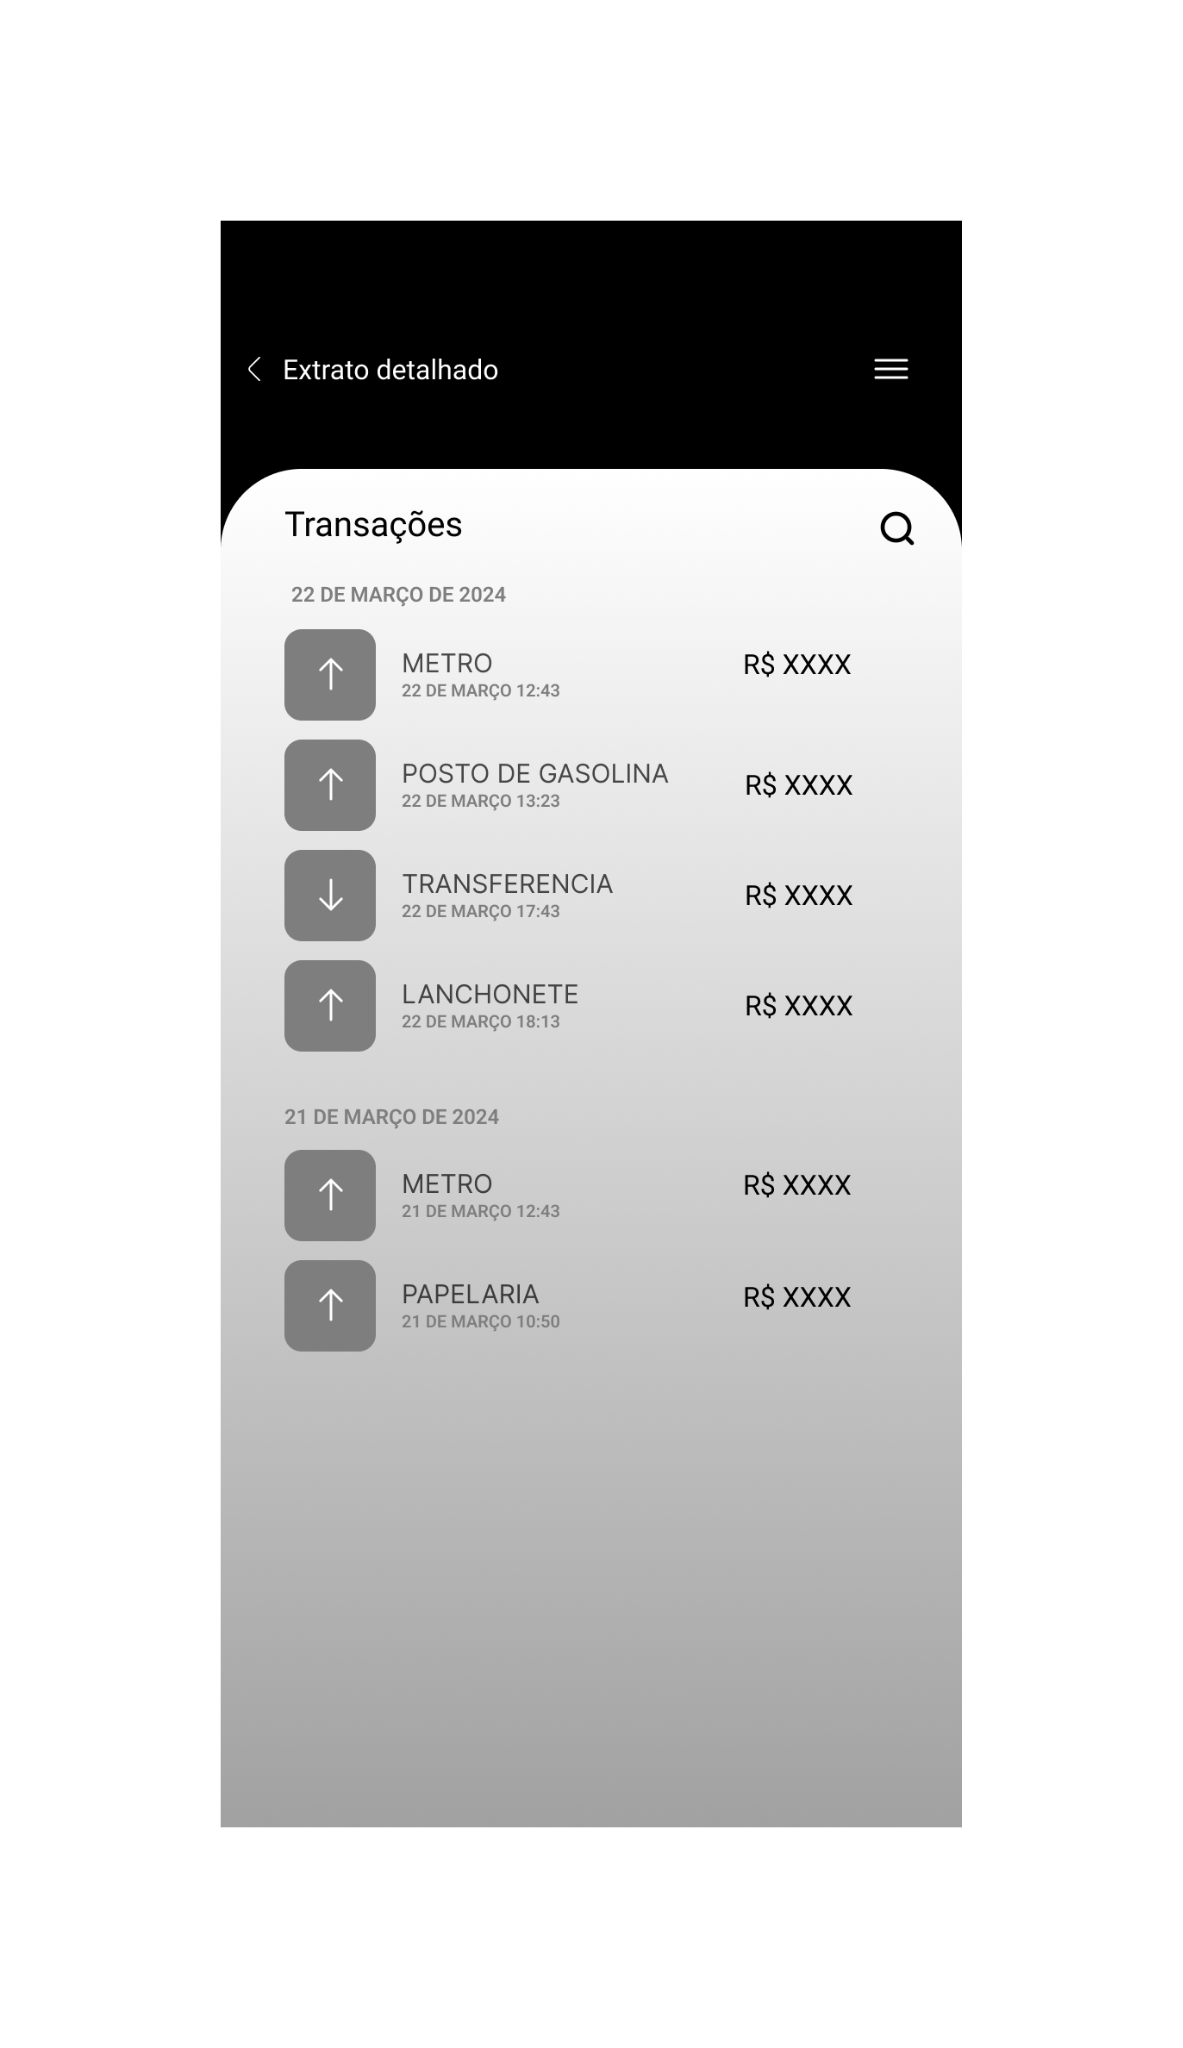 Extrato detalhado
Transações
22 DE MARÇO DE 2024
METRO
R$ XXXX
22 DE MARÇO 12:43
POSTO DE GASOLINA
R$ XXXX
22 DE MARÇO 13:23
TRANSFERENCIA
R$ XXXX
22 DE MARÇO 17:43
LANCHONETE
R$ XXXX
22 DE MARÇO 18:13
21 DE MARÇO DE 2024
METRO
R$ XXXX
21 DE MARÇO 12:43
PAPELARIA
R$ XXXX
21 DE MARÇO 10:50